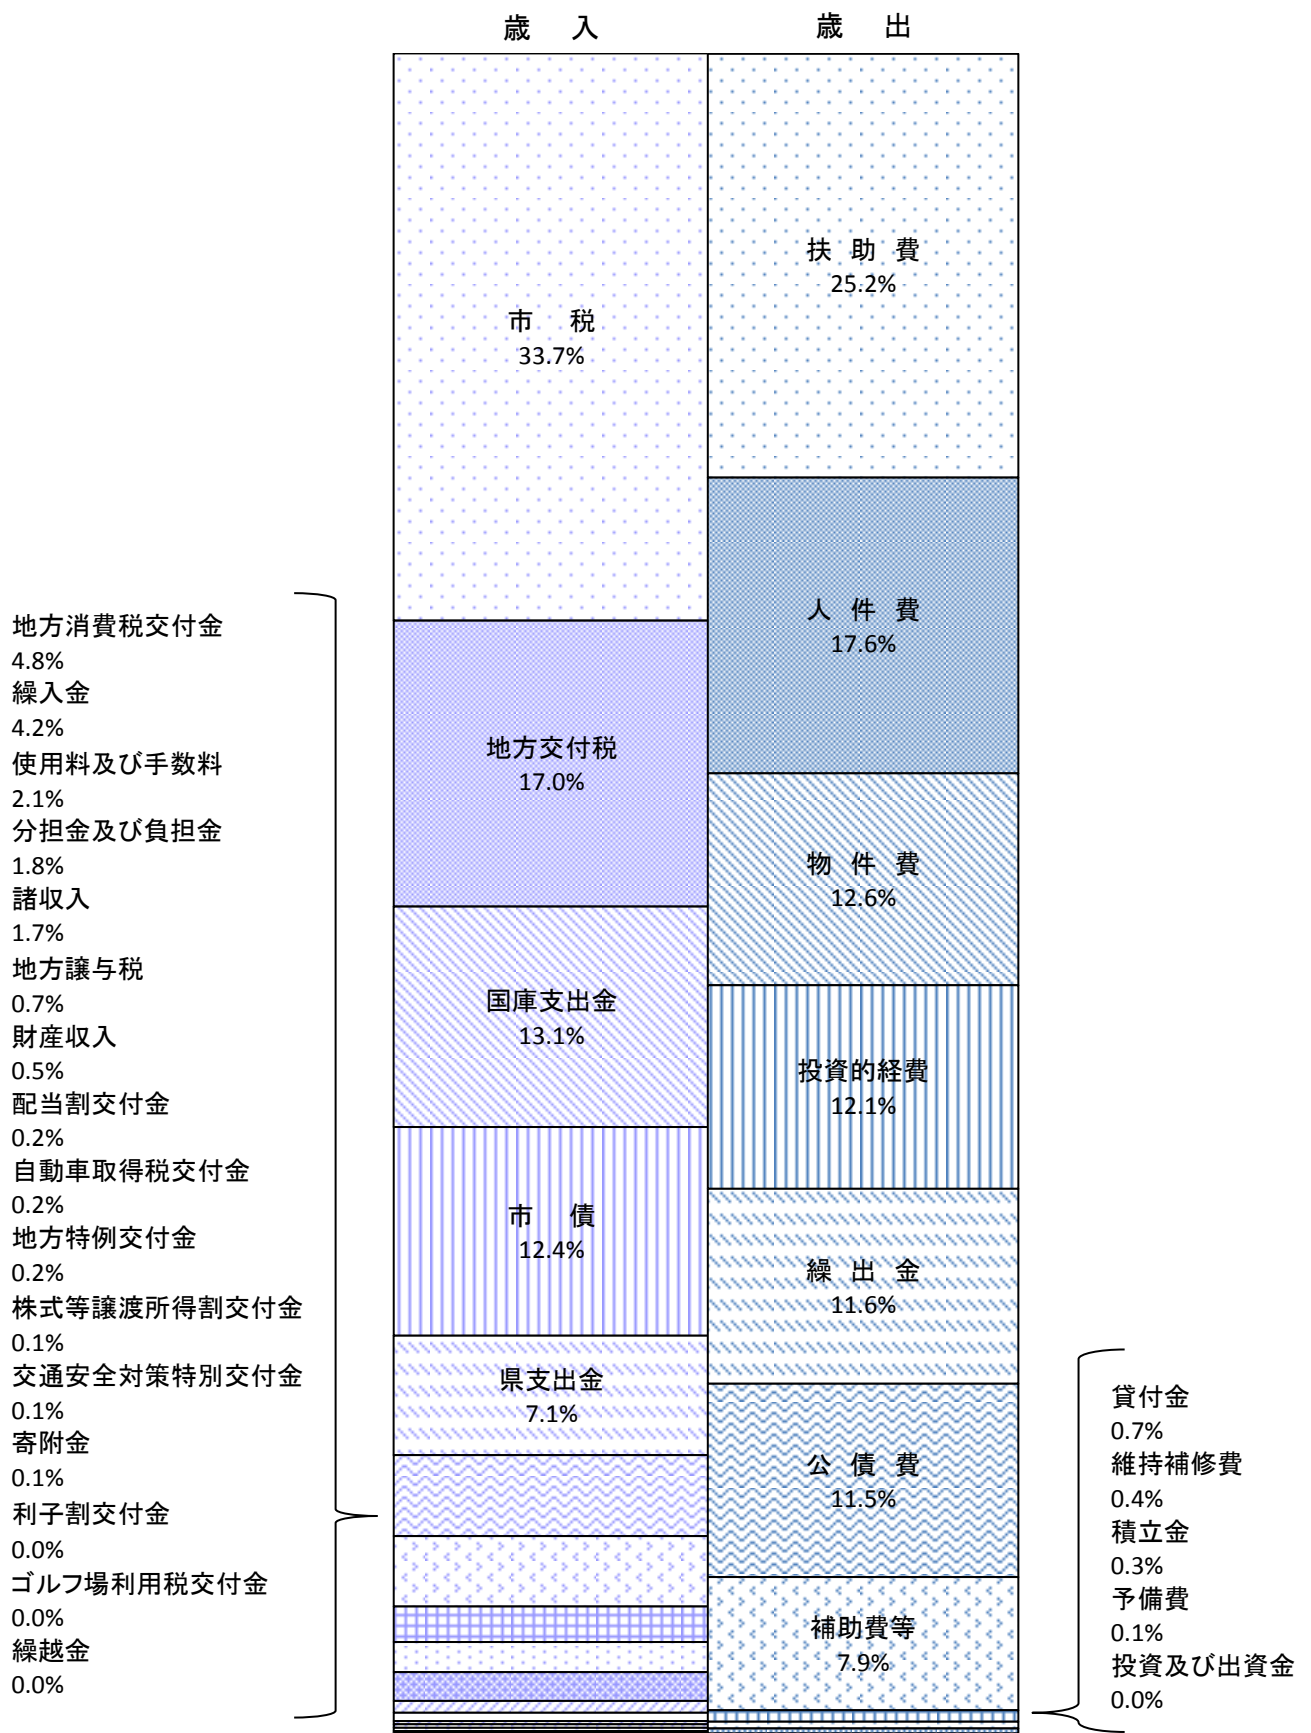 歳 入
歳 出
市 税
33.7%
地方交付税
17.0%
国庫支出金
13.1%
市 債
12.4%
県支出金
7.1%
地方消費税交付金
4.8%
繰入金
4.2%
使用料及び手数料
2.1%
分担金及び負担金
1.8%
諸収入
1.7%
地方譲与税
0.7%
財産収入
0.5%
配当割交付金
0.2%
自動車取得税交付金
0.2%
地方特例交付金
0.2%
株式等譲渡所得割交付金
0.1%
交通安全対策特別交付金
0.1%
寄附金
0.1%
利子割交付金
0.0%
ゴルフ場利用税交付金
0.0%
繰越金
0.0%
扶 助 費
25.2%
人 件 費
17.6%
物 件 費
12.6%
投資的経費
12.1%
繰 出 金
11.6%
公 債 費
11.5%
補助費等
7.9%
貸付金
0.7%
維持補修費
0.4%
積立金
0.3%
予備費
0.1%
投資及び出資金
0.0%